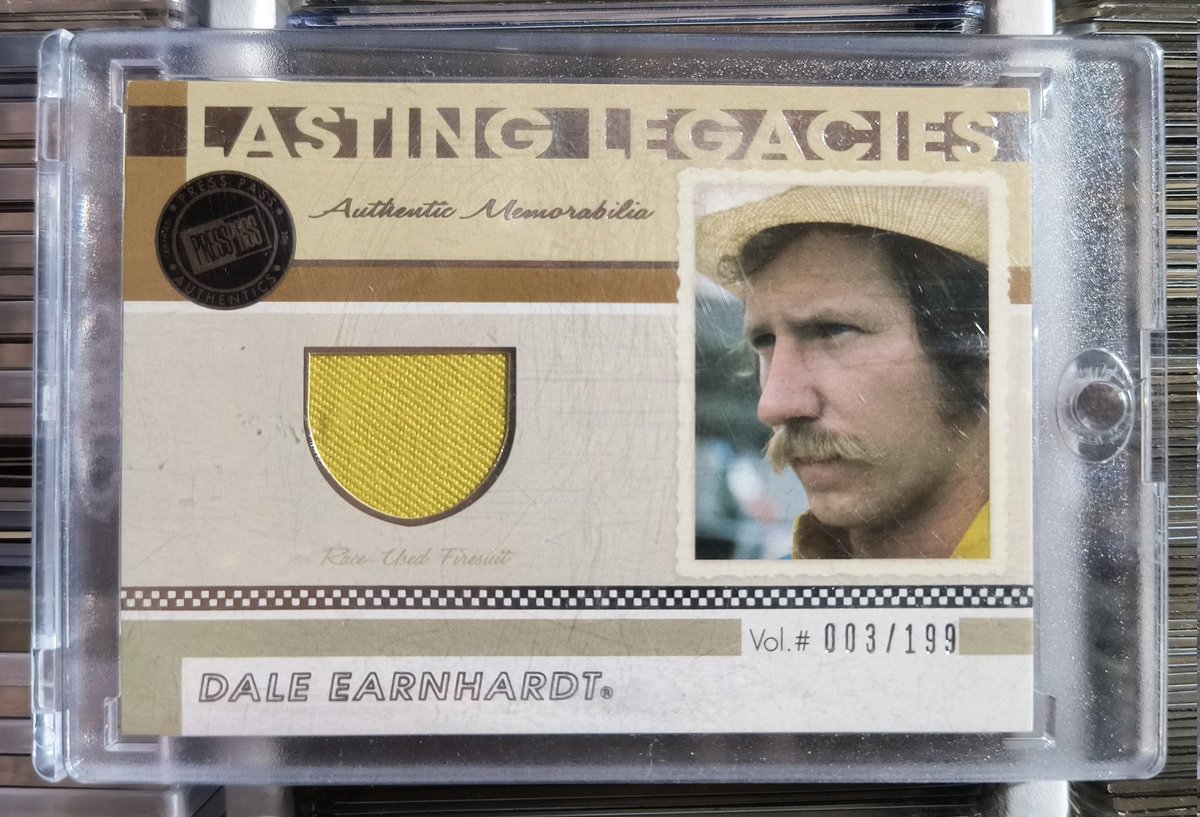 LASTING LEGACIES
Authentic Memorabilia
PRESS PASS
PRESS PASS
AUTHENTICS
Race-Used Firesuit
Vol.# 003/199
DALE EARNHARDT®